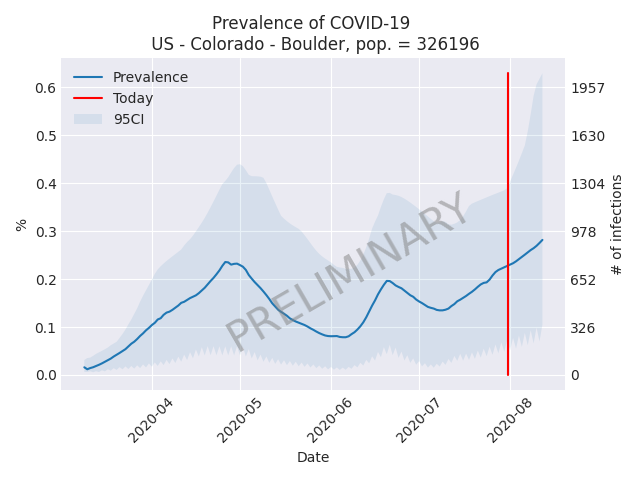 Prevalence of COVID-19
US - Colorado - Boulder, pop. = 326196
Prevalence
Today
95CI
0.6
0.5
0.4
0.3
0.2
0.1
0.0
%
1957
1630
1304
978
652
326
0
# of infections
PRELIMINARY
2020-04
2020-05
2020-06
2020-07
2020-08
Date